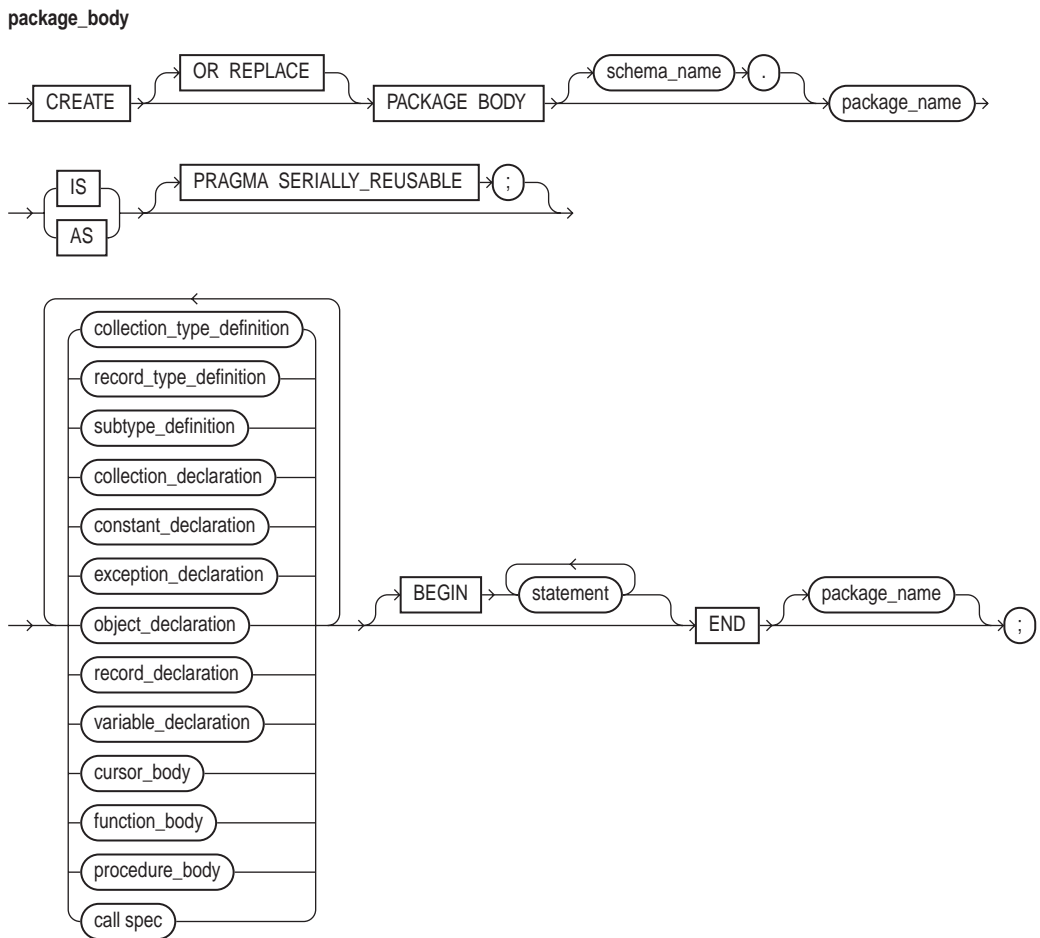 package_body
OR REPLACE schema_name .
CREATE PACKAGE BODY package_name
IS PRAGMA SERIALLY_REUSABLE ;
AS
collection_type_definition
record_type_definition
subtype_definition
collection_declaration
constant_declaration
exception_declaration
BEGIN statement package_name
object_declaration END ;
record_declaration
variable_declaration
cursor_body
function_body
procedure_body
call spec